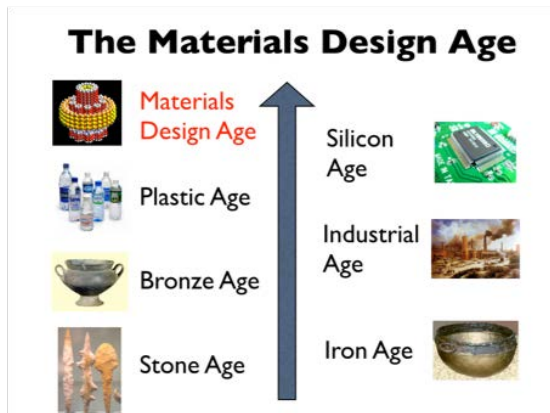 The Materials Design Age
Materials
Design Age
Silicon
Age
Plastic Age
Industrial
Age
Bronze Age
Iron Age
Stone Age